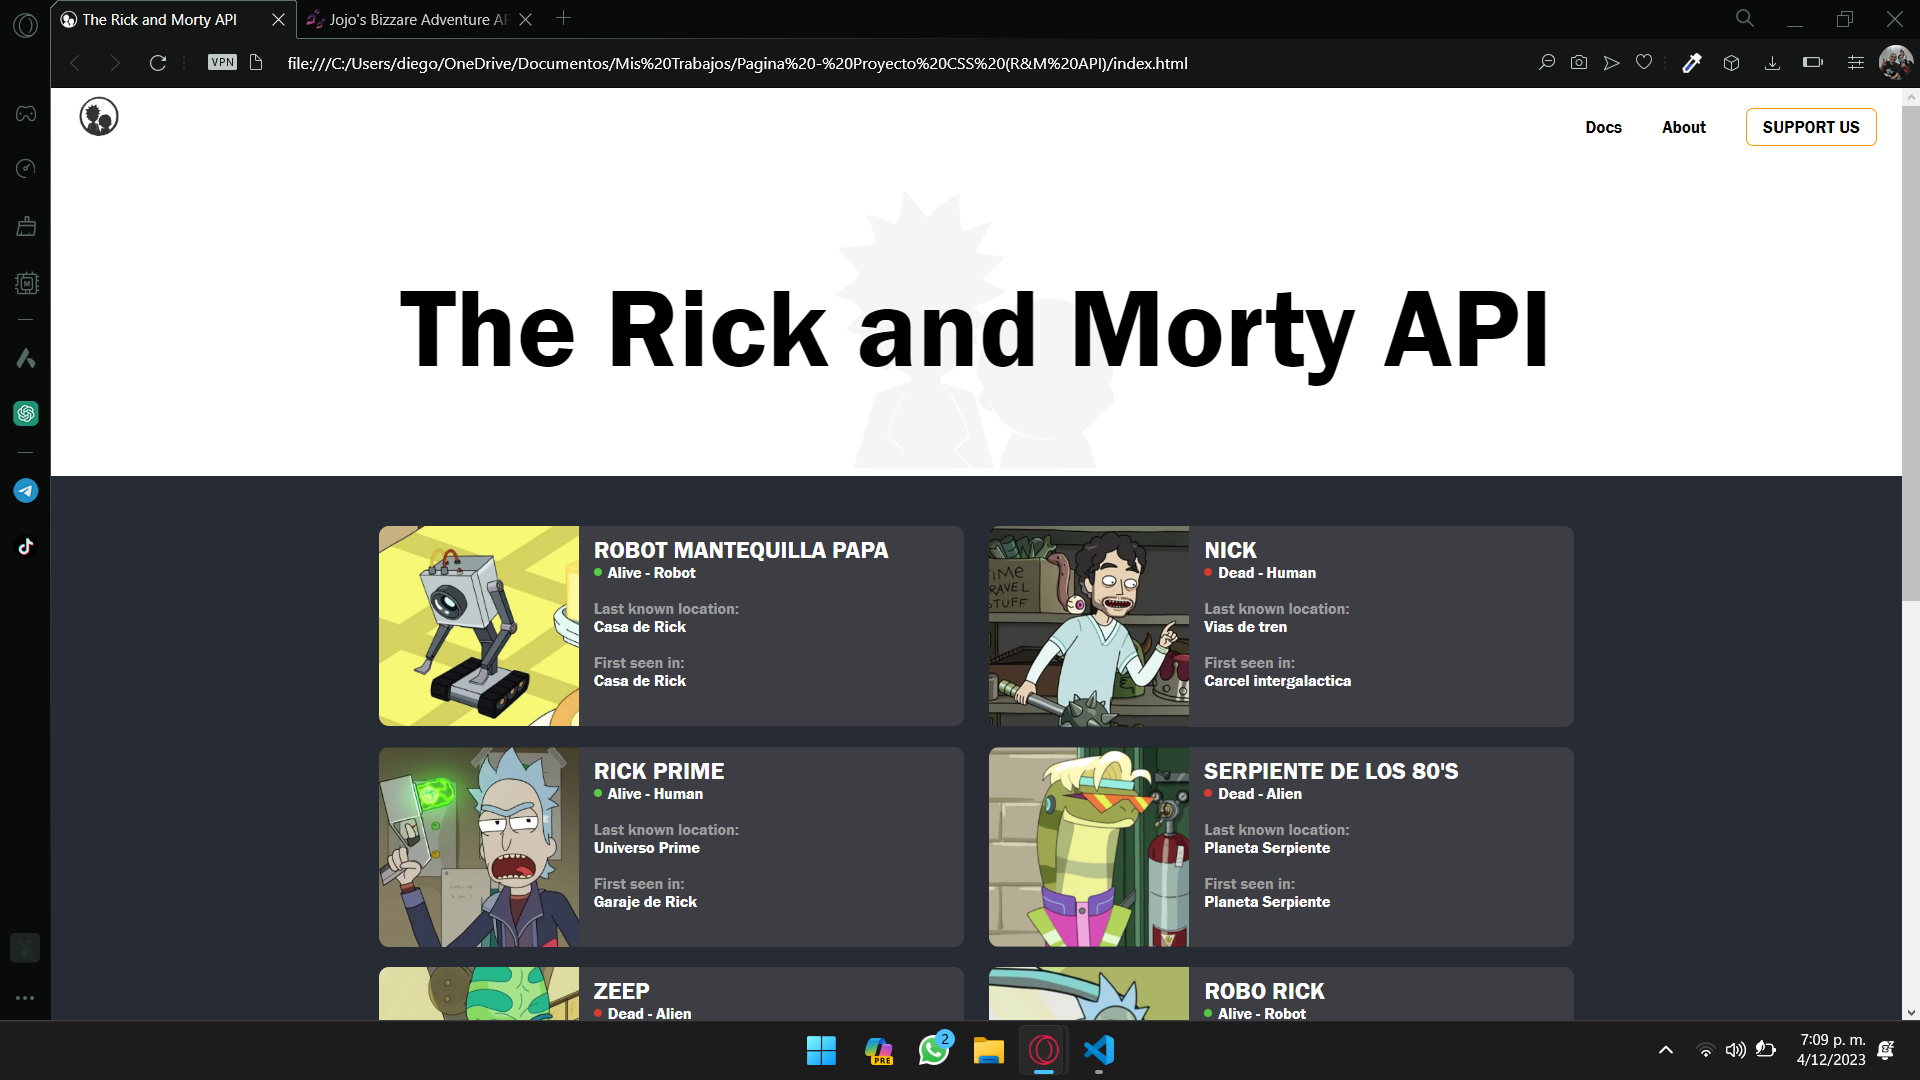 The Rick and Morty API
Jojo's Bizzare Adventure AP
VPN
file:///C:/Users/diego/OneDrive/Documentos/Mis%20Trabajos/Pagina%20-%20Proyecto%20CSS%20(R&M%20API)/index.html
Docs
About
SUPPORT US
The Rick and Morty API
ROBOT MANTEQUILLA PAPA
Alive - Robot
Last known location:
Casa de Rick
First seen in:
Casa de Rick
TIME
TRAVEL
STUFF
NICK
Dead - Human
Last known location:
Vias de tren
First seen in:
Carcel intergalactica
RICK PRIME
Alive - Human
Last known location:
Universo Prime
First seen in:
Garaje de Rick
SERPIENTE DE LOS 80'S
Dead - Alien
Last known location:
Planeta Serpiente
First seen in:
Planeta Serpiente
ZEEP
Dead - Alien
ROBO RICK
Alive - Robot
M
PRE
2
7:09 p. m.
4/12/2023